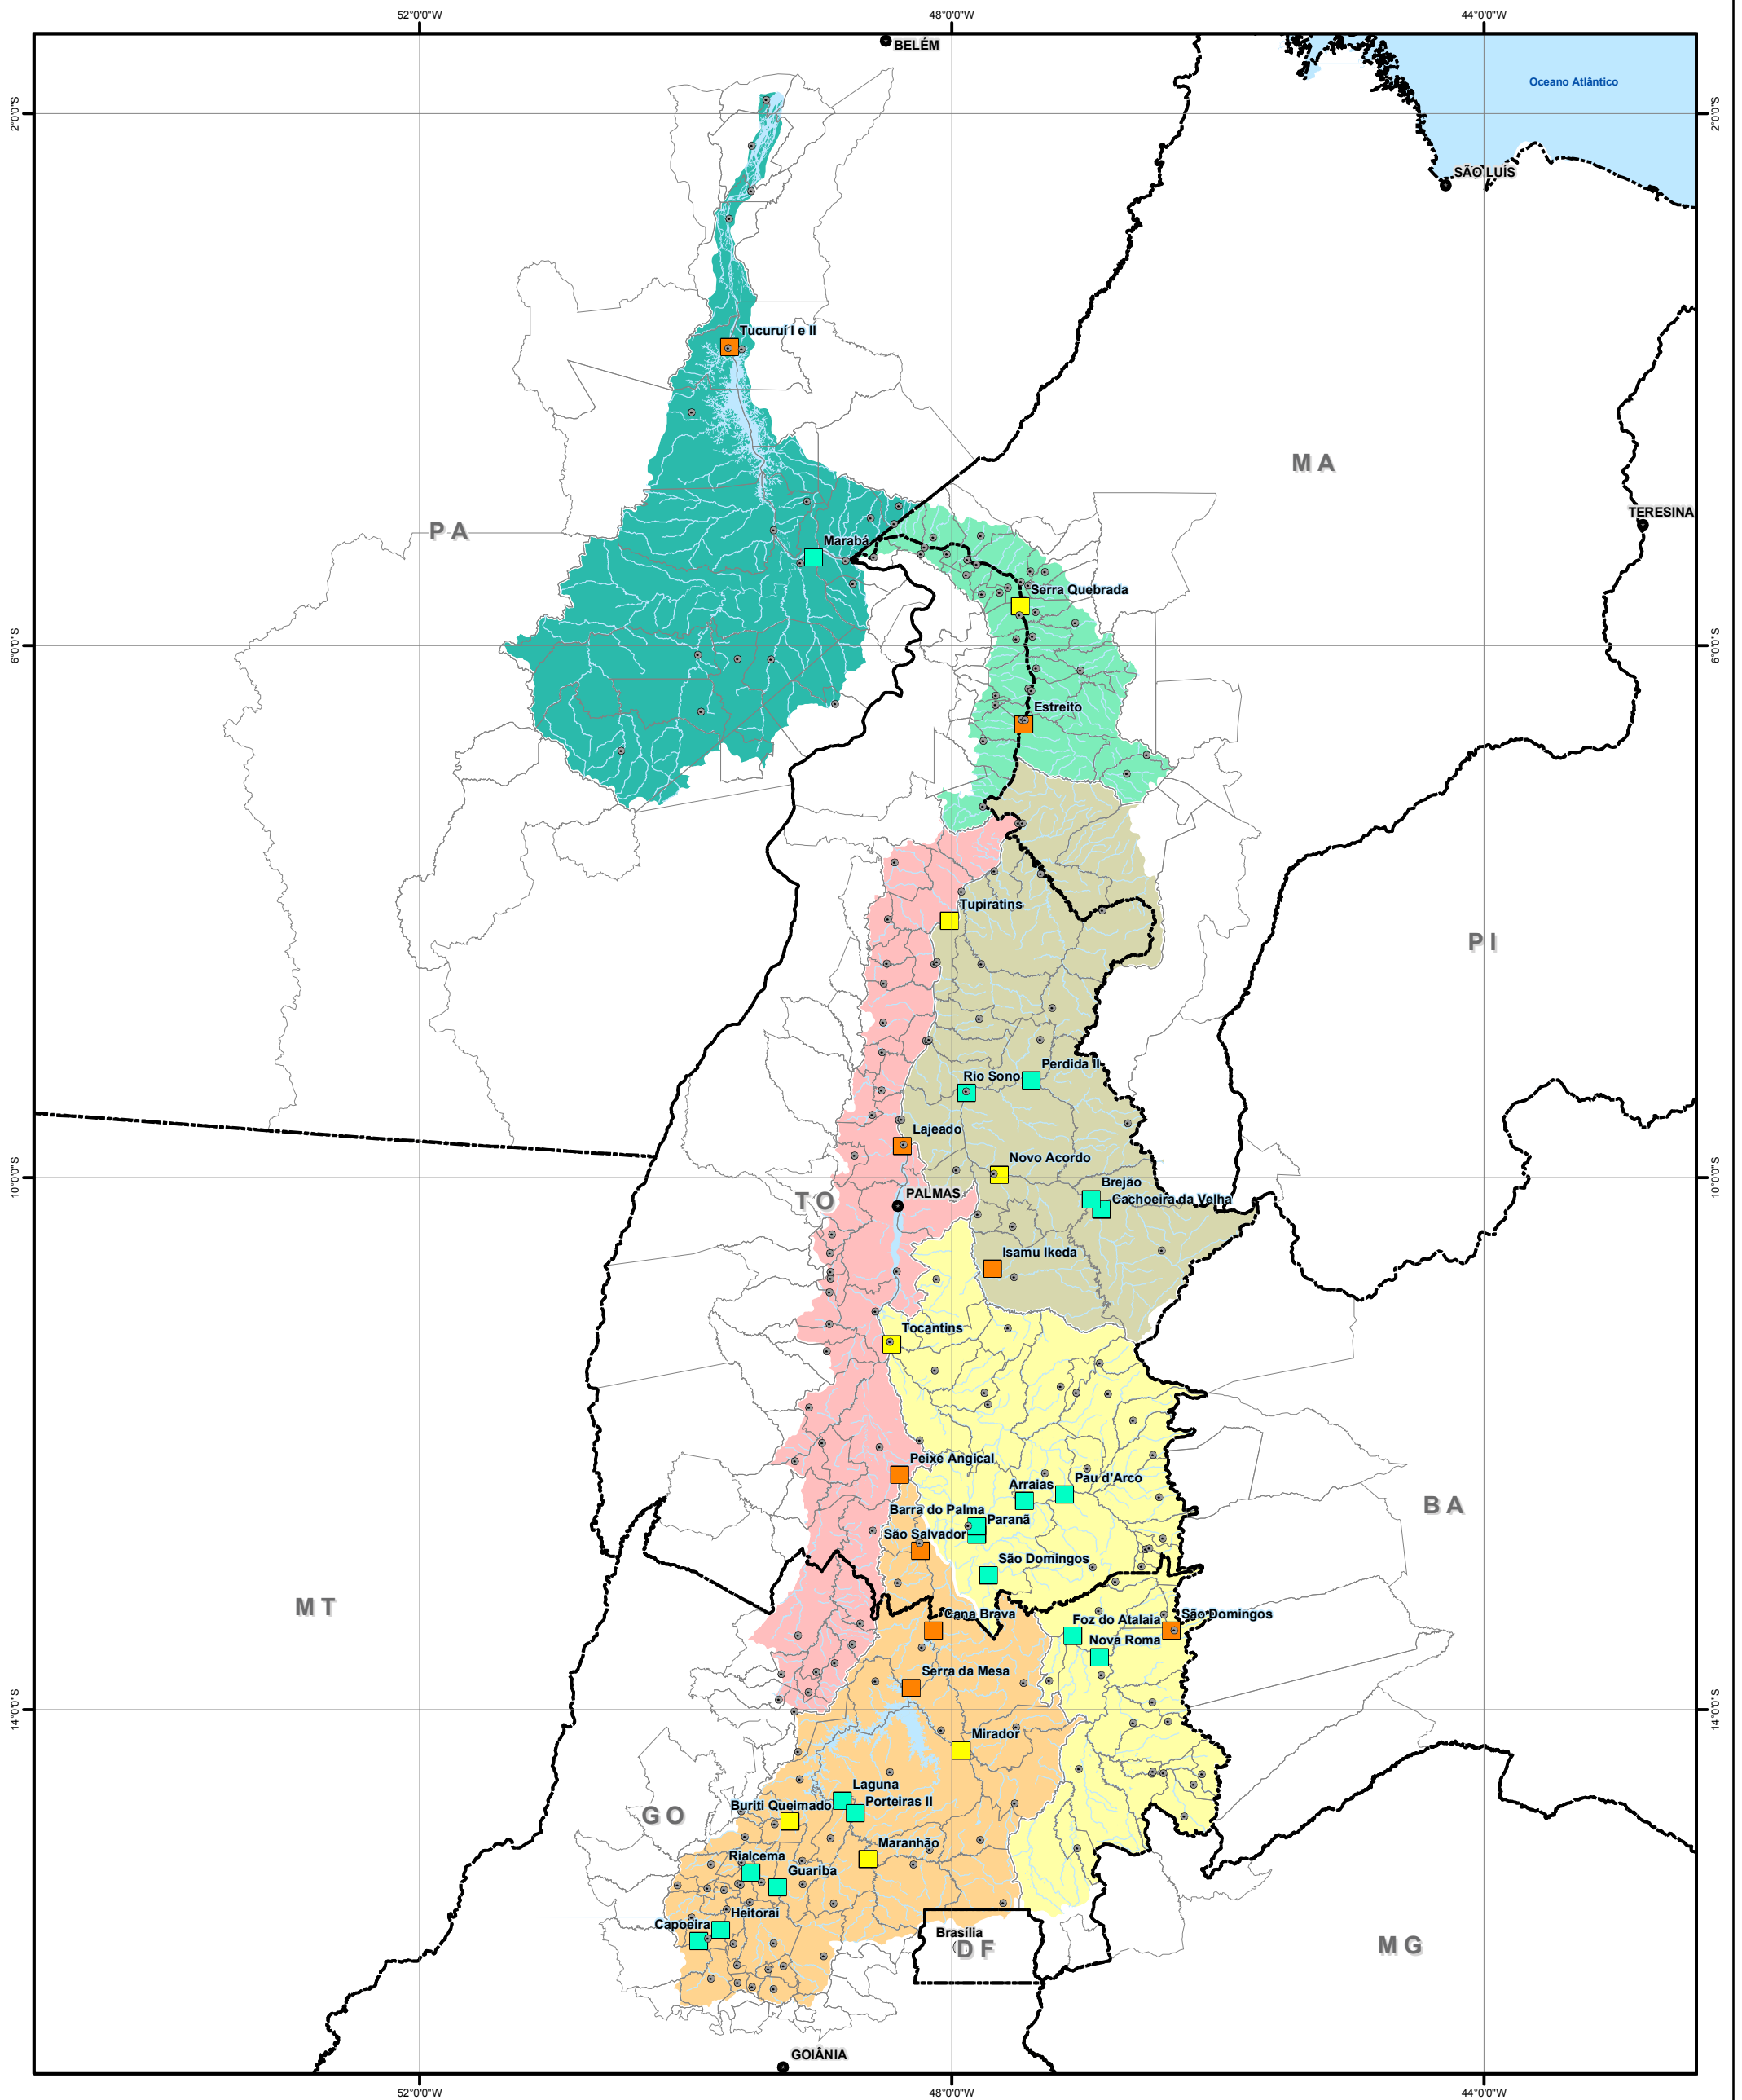 52°0'0"W
48°0'0"W
44°0'0"W
BELÉM
Oceano Atlântico
2°0'0"S
2°0'0"S
SÃO LUÍS
Tucuruí I e II
MA
TERESINA
PA
Marabá
Serra Quebrada
6°0'0"S
6°0'0"S
Estreito
Tupiratins
PI
Perdida II
Rio Sono
Lajeado
Novo Acordo
10°0'0"S
10°0'0"S
Brejão
TO
PALMAS
Cachoeira da Velha
Isamu Ikeda
Tocantins
Peixe Angical
Pau d'Arco
Arraias
BA
Barra do Palma
Paranã
São Salvador
São Domingos
MT
Cana Brava
Foz do Atalaia
São Domingos
Nova Roma
Serra da Mesa
14°0'0"S
14°0'0"S
Mirador
Laguna
Buriti Queimado
Porteiras II
GO
Maranhão
Rialcema
Guariba
Heitoraí
Capoeira
Brasília
DF
MG
GOIÂNIA
52°0'0"W
48°0'0"W
44°0'0"W